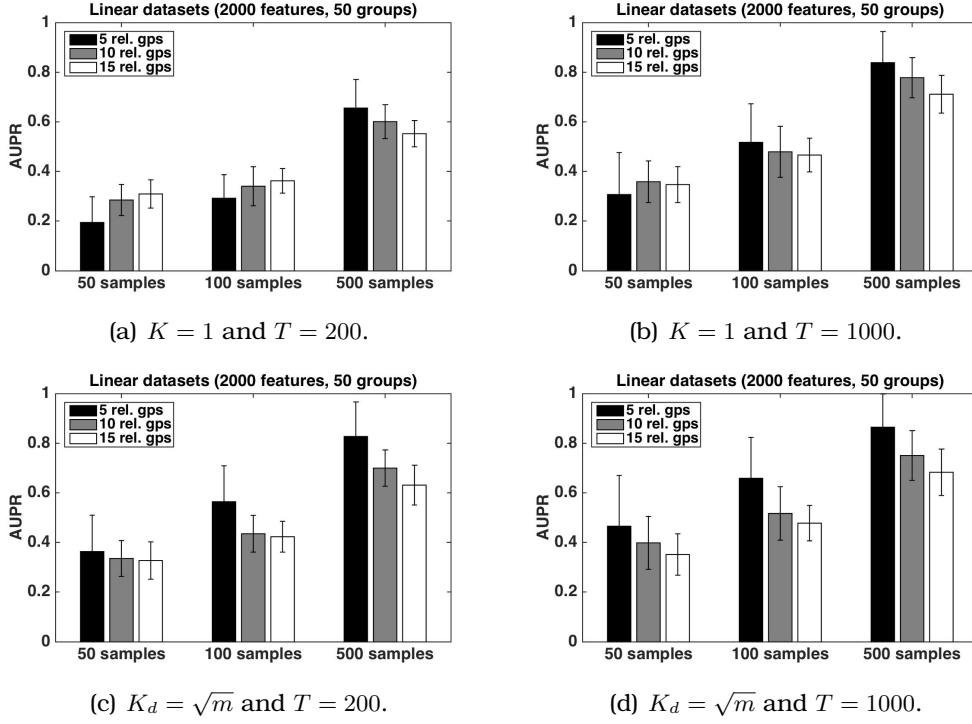 Linear datasets (2000 features, 50 groups)
1
0.8
0.6
0.4
0.2
0
AUPR
5 rel. gps
10 rel. gps
15 rel. gps
50 samples
100 samples
500 samples
(a) K = 1 and T = 200.
Linear datasets (2000 features, 50 groups)
1
0.8
0.6
0.4
0.2
0
AUPR
5 rel. gps
10 rel. gps
15 rel. gps
50 samples
100 samples
500 samples
(b) K = 1 and T = 1000.
Linear datasets (2000 features, 50 groups)
1
0.8
0.6
0.4
0.2
0
AUPR
5 rel. gps
10 rel. gps
15 rel. gps
50 samples
100 samples
500 samples
(c) K_d = √m and T = 200.
Linear datasets (2000 features, 50 groups)
1
0.8
0.6
0.4
0.2
0
AUPR
5 rel. gps
10 rel. gps
15 rel. gps
50 samples
100 samples
500 samples
(d) K_d = √m and T = 1000.